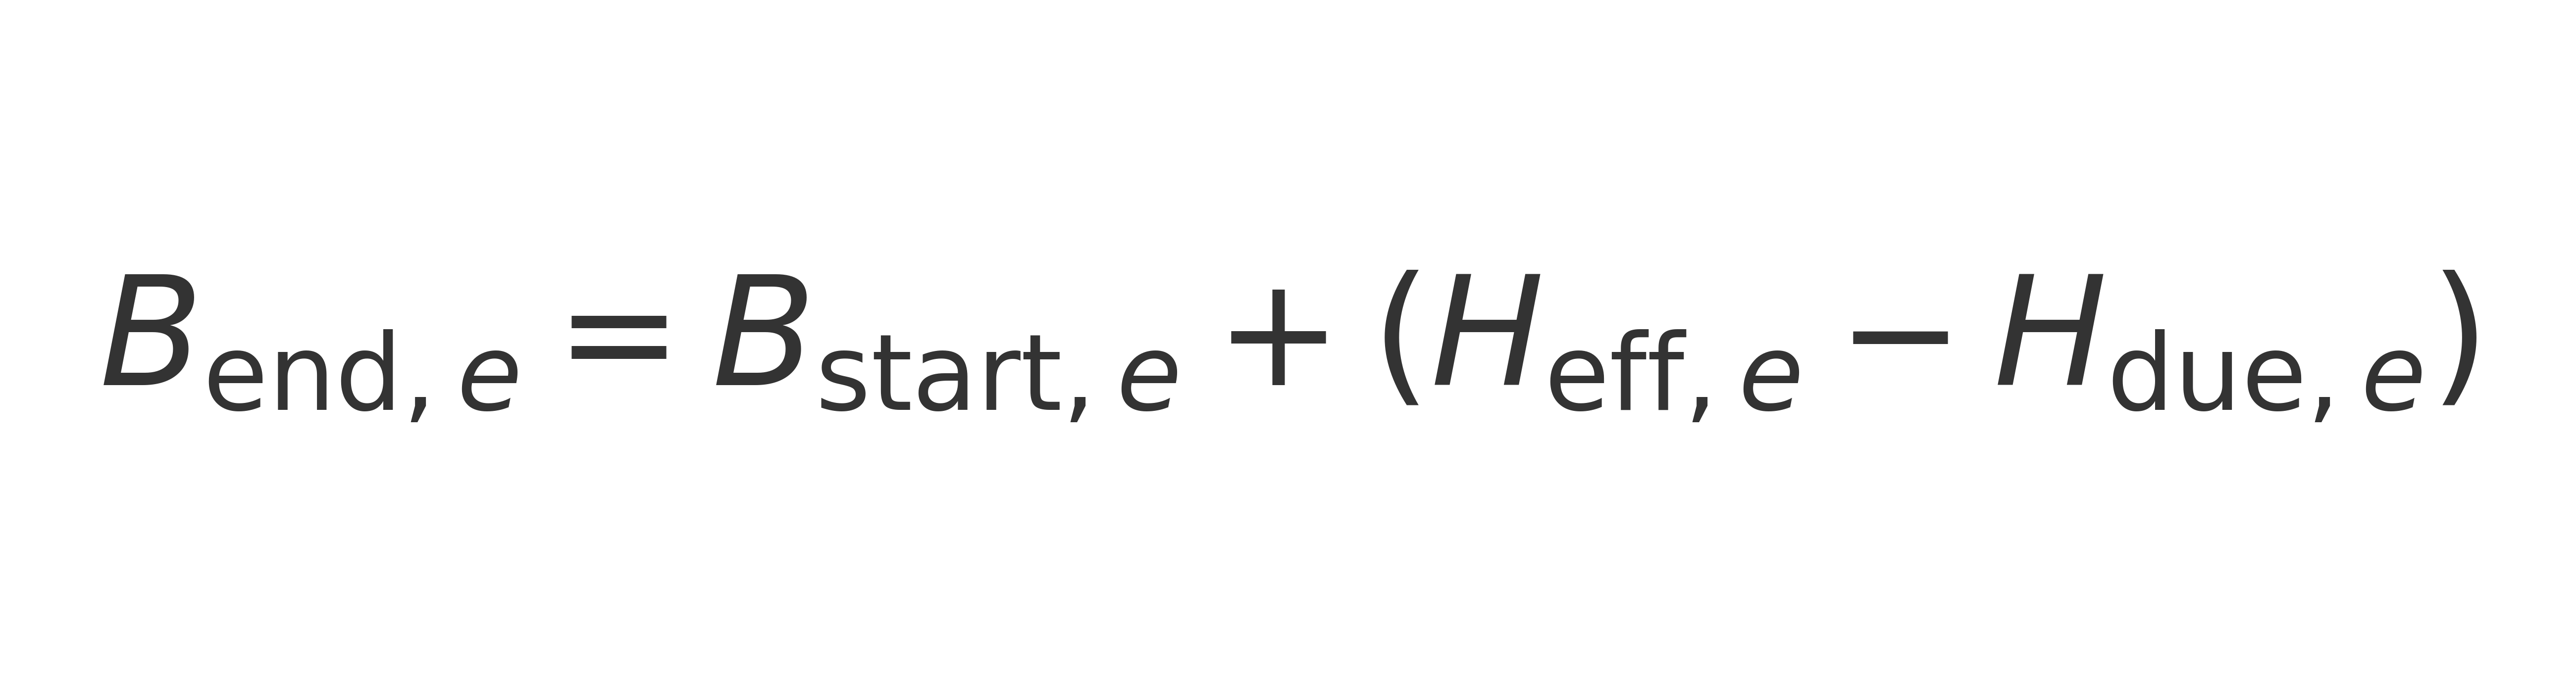 B_{end, e} = B_{start, e} + (H_{eff, e} − H_{due, e})